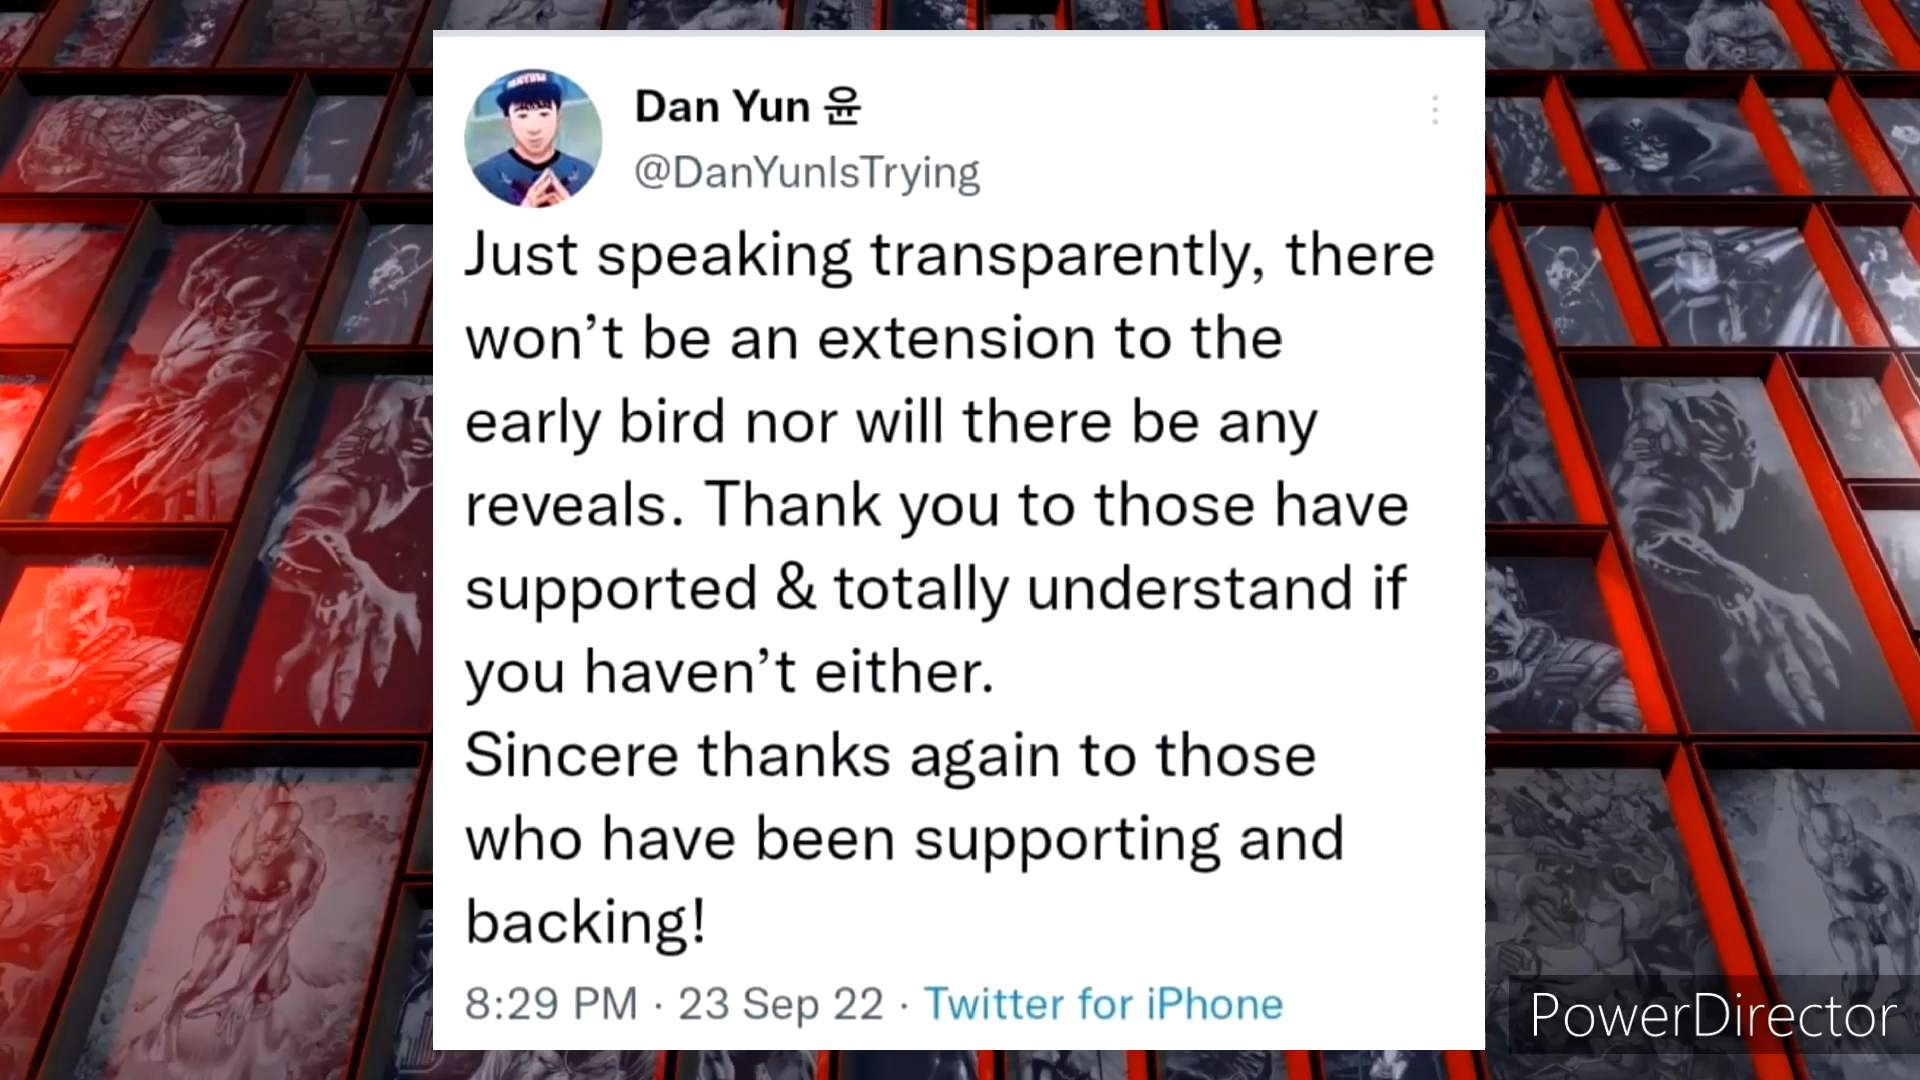 Dan Yun 윤
@DanYunIsTrying
Just speaking transparently, there
won’t be an extension to the
early bird nor will there be any
reveals. Thank you to those have
supported & totally understand if
you haven’t either.
Sincere thanks again to those
who have been supporting and
backing!
8:29 PM · 23 Sep 22 · Twitter for iPhone
PowerDirector